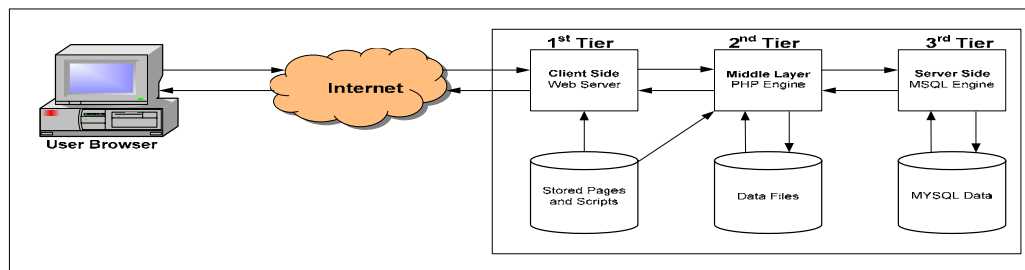 1st Tier
2nd Tier
3rd Tier
Client Side
Web Server
Middle Layer
PHP Engine
Server Side
MSQL Engine
Internet
User Browser
Stored Pages
and Scripts
Data Files
MYSQL Data